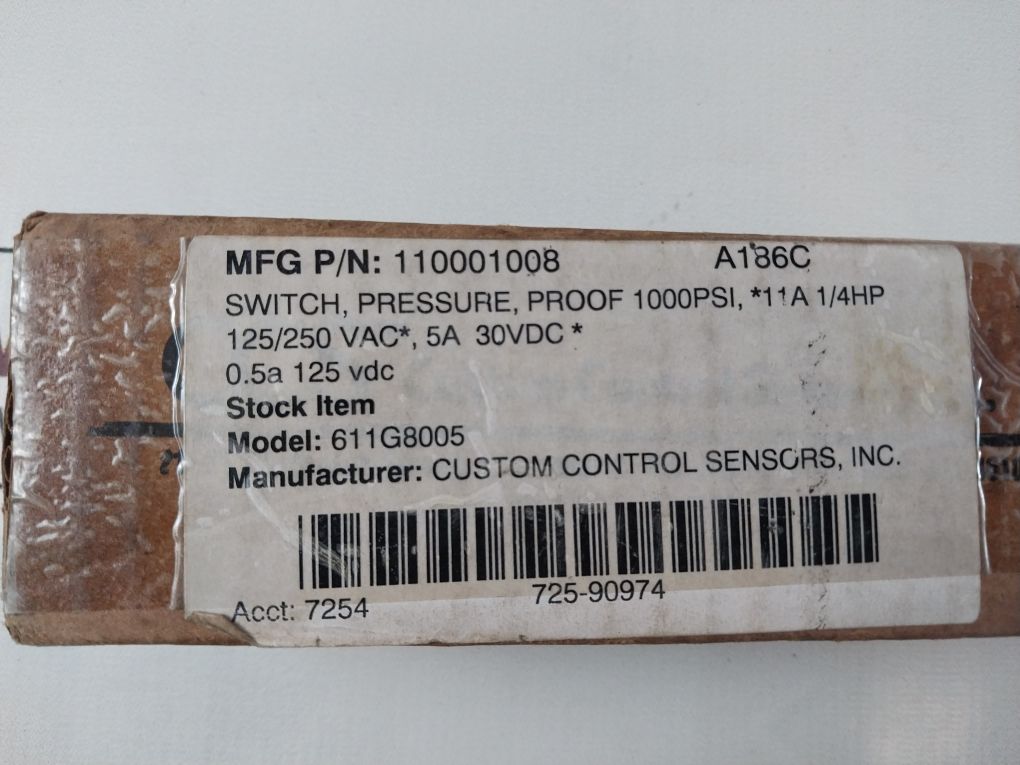 MFG P/N: 110001008 A186C
SWITCH, PRESSURE, PROOF 1000PSI, *11A 1/4HP
125/250 VAC*, 5A 30VDC *
0.5a 125 vdc
Stock Item
Model: 611G8005
Manufacturer: CUSTOM CONTROL SENSORS, INC.
725-90974
Acct: 7254